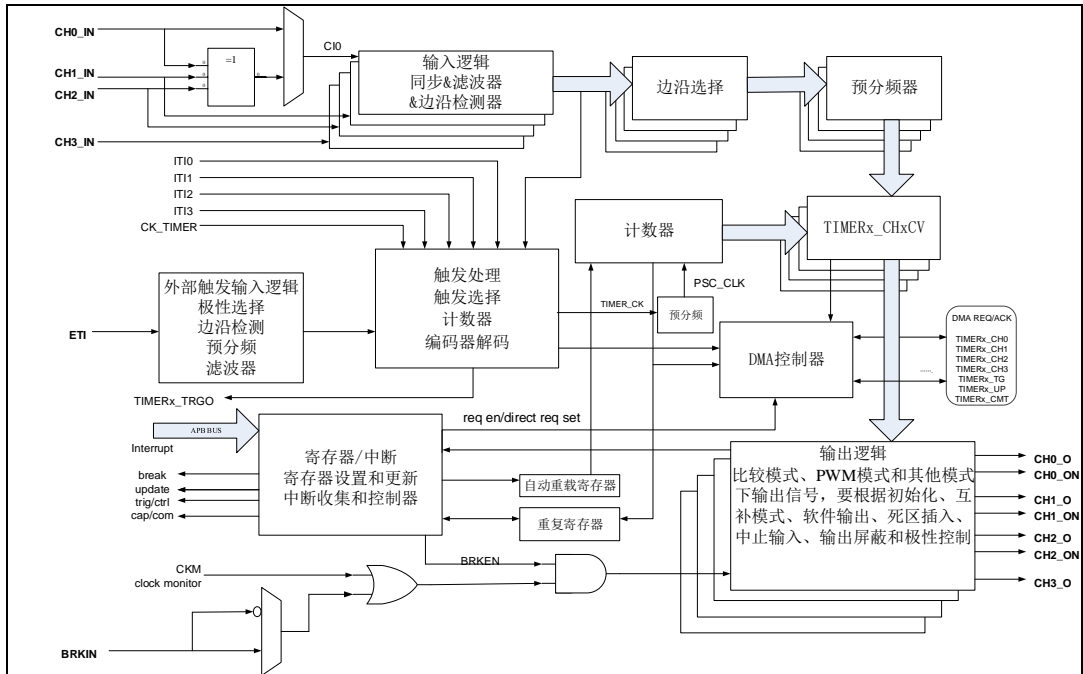 CH0_IN
CH1_IN
CH2_IN
CH3_IN
=1
CI0
输入逻辑
同步&滤波器
&边沿检测器
边沿选择
预分频器
ITI0
ITI1
ITI2
ITI3
CK_TIMER
计数器
TIMERx_CHxCV
外部触发输入逻辑
极性选择
边沿检测
预分频
滤波器
ETI
触发处理
触发选择
计数器
编码器解码
TIMER_CK
PSC_CLK
预分频
DMA控制器
DMA REQ/ACK
TIMERx_CH0
TIMERx_CH1
TIMERx_CH2
TIMERx_CH3
TIMERx_TG
TIMERx_UP
TIMERx_CMT
……
TIMERx_TRGO
req en/direct req set
APB BUS
Interrupt
break
update
trig/ctrl
cap/com
寄存器/中断
寄存器设置和更新
中断收集和控制器
自动重载寄存器
重复寄存器
输出逻辑
比较模式、PWM模式和其他模式
下输出信号，要根据初始化、互
补模式、软件输出、死区插入、
中止输入、输出屏蔽和极性控制
CH0_O
CH0_ON
CH1_O
CH1_ON
CH2_O
CH2_ON
CH3_O
BRKEN
CKM
clock monitor
BRKIN